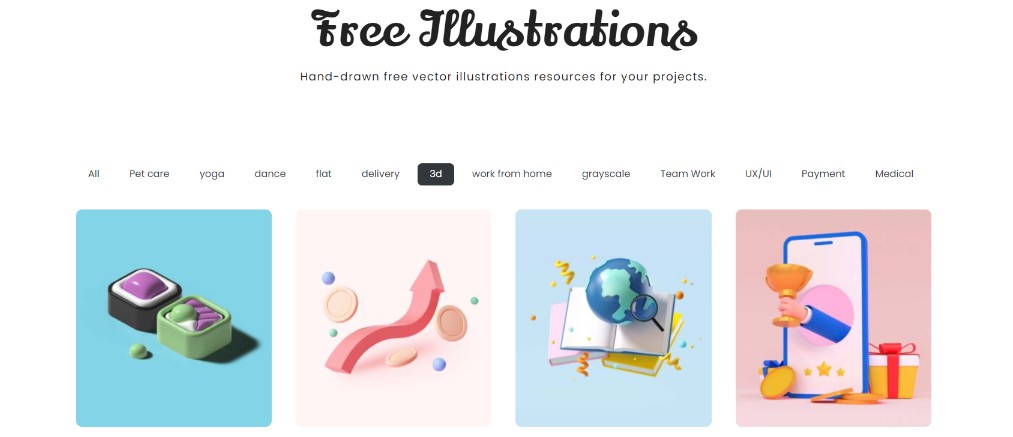 Free Illustrations
Hand-drawn free vector illustrations resources for your projects.
All Pet care yoga dance flat delivery 3d work from home grayscale Team Work UX/UI Payment Medical